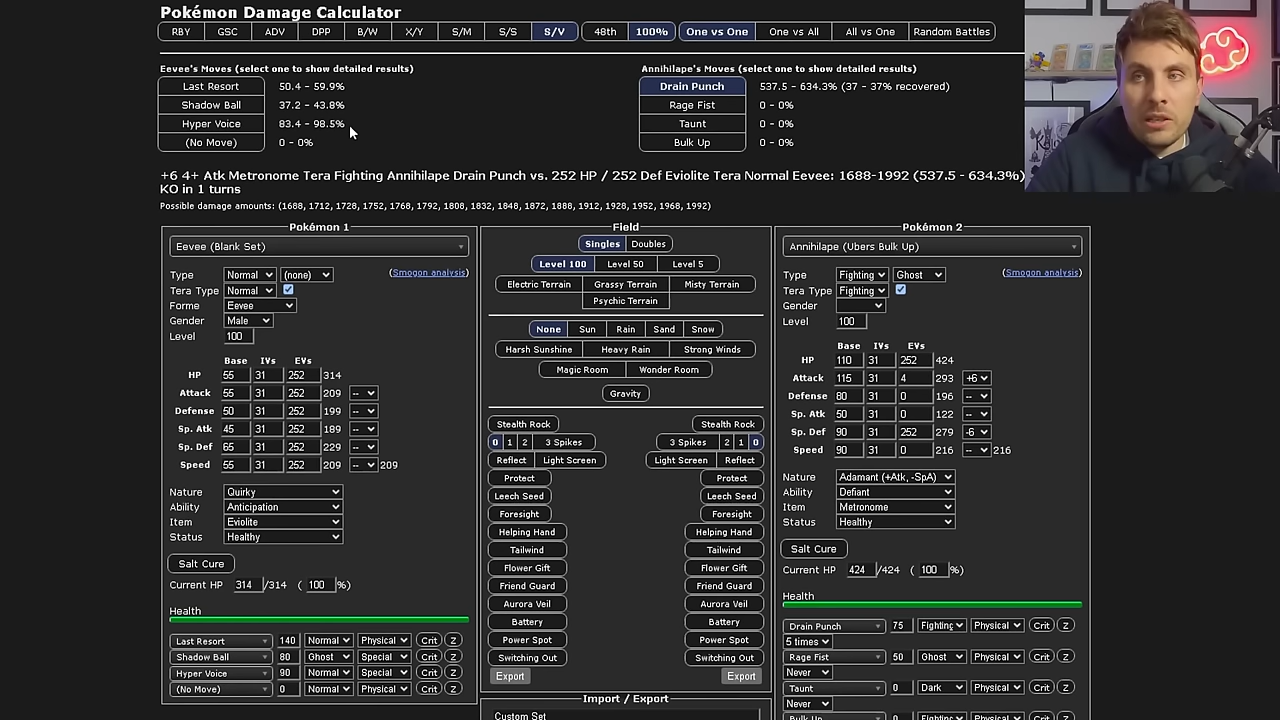 Pokémon Damage Calculator
RBY GSC ADV DPP B/W X/Y S/M S/S S/V 48th 100% One vs One One vs All All vs One Random Battles
Eevee's Moves (select one to show detailed results)
Last Resort 50.4 - 59.9%
Shadow Ball 37.2 - 43.8%
Hyper Voice 83.4 - 98.5%
(No Move) 0 - 0%
Annihilape's Moves (select one to show detailed results)
Drain Punch 537.5 - 634.3% (37 - 37% recovered)
Rage Fist 0 - 0%
Taunt 0 - 0%
Bulk Up 0 - 0%
+6 4+ Atk Metronome Tera Fighting Annihilape Drain Punch vs. 252 HP / 252 Def Eviolite Tera Normal Eevee: 1688-1992 (537.5 - 634.3%)
KO in 1 turns
Possible damage amounts: (1688, 1712, 1728, 1752, 1768, 1792, 1808, 1832, 1848, 1872, 1888, 1912, 1928, 1952, 1968, 1992)
Pokémon 1
Eevee (Blank Set)
Type Normal (none) (Smogon analysis)
Tera Type Normal
Forme Eevee
Gender Male
Level 100
Base IVs EVs
HP 55 31 252 314
Attack 55 31 252 209 --
Defense 50 31 252 199 --
Sp. Atk 45 31 252 189 --
Sp. Def 65 31 252 229 --
Speed 55 31 252 209 -- 209
Nature Quirky
Ability Anticipation
Item Eviolite
Status Healthy
Salt Cure
Current HP 314 /314 ( 100 %)
Health
Last Resort 140 Normal Physical Crit Z
Shadow Ball 80 Ghost Special Crit Z
Hyper Voice 90 Normal Special Crit Z
(No Move) 0 Normal Physical Crit Z
Field
Singles Doubles
Level 100 Level 50 Level 5
Electric Terrain Grassy Terrain Misty Terrain
Psychic Terrain
None Sun Rain Sand Snow
Harsh Sunshine Heavy Rain Strong Winds
Magic Room Wonder Room
Gravity
Stealth Rock Stealth Rock
0 1 2 3 Spikes 3 Spikes 2 1 0
Reflect Light Screen Light Screen Reflect
Protect Protect
Leech Seed Leech Seed
Foresight Foresight
Helping Hand Helping Hand
Tailwind Tailwind
Flower Gift Flower Gift
Friend Guard Friend Guard
Aurora Veil Aurora Veil
Battery Battery
Power Spot Power Spot
Switching Out Switching Out
Export Export
Import / Export
Custom Set
Pokémon 2
Annihilape (Ubers Bulk Up)
Type Fighting Ghost (Smogon analysis)
Tera Type Fighting
Gender
Level 100
Base IVs EVs
HP 110 31 252 424
Attack 115 31 4 293 +6
Defense 80 31 0 196 --
Sp. Atk 50 31 0 122 --
Sp. Def 90 31 252 279 -6
Speed 90 31 0 216 -- 216
Nature Adamant (+Atk, -SpA)
Ability Defiant
Item Metronome
Status Healthy
Salt Cure
Current HP 424 /424 ( 100 %)
Health
Drain Punch 75 Fighting Physical Crit Z
5 times
Rage Fist 50 Ghost Physical Crit Z
Never
Taunt 0 Dark Physical Crit Z
Never
Bulk Up 0 Fighting Physical Crit Z